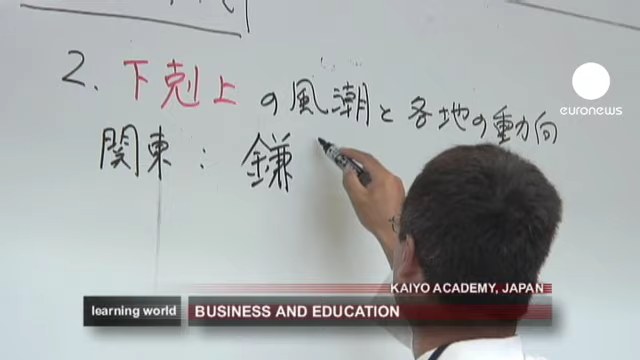 2. 下剋上の風潮と各地の動向
関東：鎌
euronews
KAIYO ACADEMY, JAPAN
learning world
BUSINESS AND EDUCATION